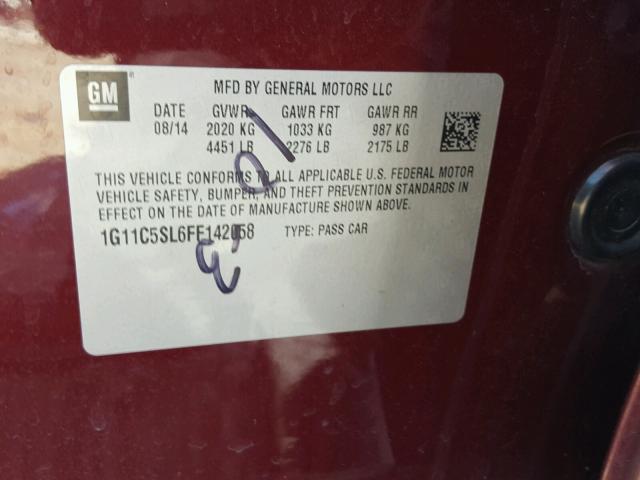 GM
MFD BY GENERAL MOTORS LLC
DATE GVWR GAWR FRT GAWR RR
08/14 2020 KG 1033 KG 987 KG
4451 LB 2276 LB 2175 LB
THIS VEHICLE CONFORMS TO ALL APPLICABLE U.S. FEDERAL MOTOR
VEHICLE SAFETY, BUMPER, AND THEFT PREVENTION STANDARDS IN
EFFECT ON THE DATE OF MANUFACTURE SHOWN ABOVE.
1G11C5SL6FF142058 TYPE: PASS CAR